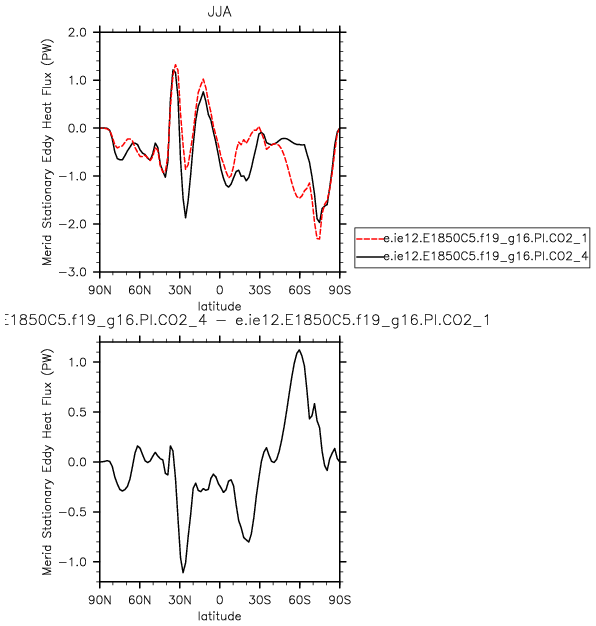 JJA
Merid Stationary Eddy Heat Flux (PW)
2.0
1.0
0.0
-1.0
-2.0
-3.0
90N 60N 30N 0 30S 60S 90S
latitude
e.ie12.E1850C5.f19_g16.PI.CO2_1
e.ie12.E1850C5.f19_g16.PI.CO2_4
E1850C5.f19_g16.PI.CO2_4 - e.ie12.E1850C5.f19_g16.PI.CO2_1
Merid Stationary Eddy Heat Flux (PW)
1.0
0.5
0.0
-0.5
-1.0
90N 60N 30N 0 30S 60S 90S
latitude